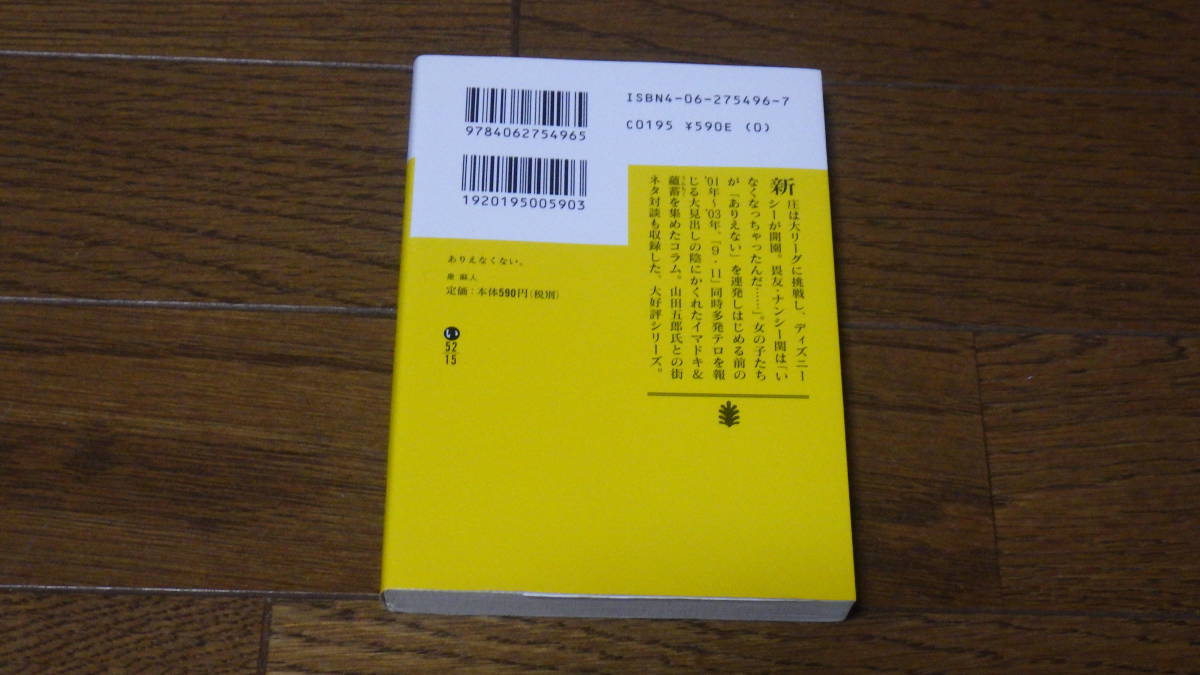 9784062754965
ISBN4-06-275496-7
C0195 ¥590E (0)
1920195005903
新庄は大リーグに挑戦し、ディズニー
シーが開園。畏友・ナンシー関は「い
なくなっちゃったんだ……」。女の子たち
が「ありえない」を連発しはじめる前の
'01年〜'03年、「9・11」同時多発テロを報
じる大見出しの陰にかくれたイマドキ&
蘊蓄を集めたコラム。山田五郎氏との街
ネタ対談も収録した。大好評シリーズ。
ありえなくない。
泉 麻人
定価:本体590円(税別)
い
52
15